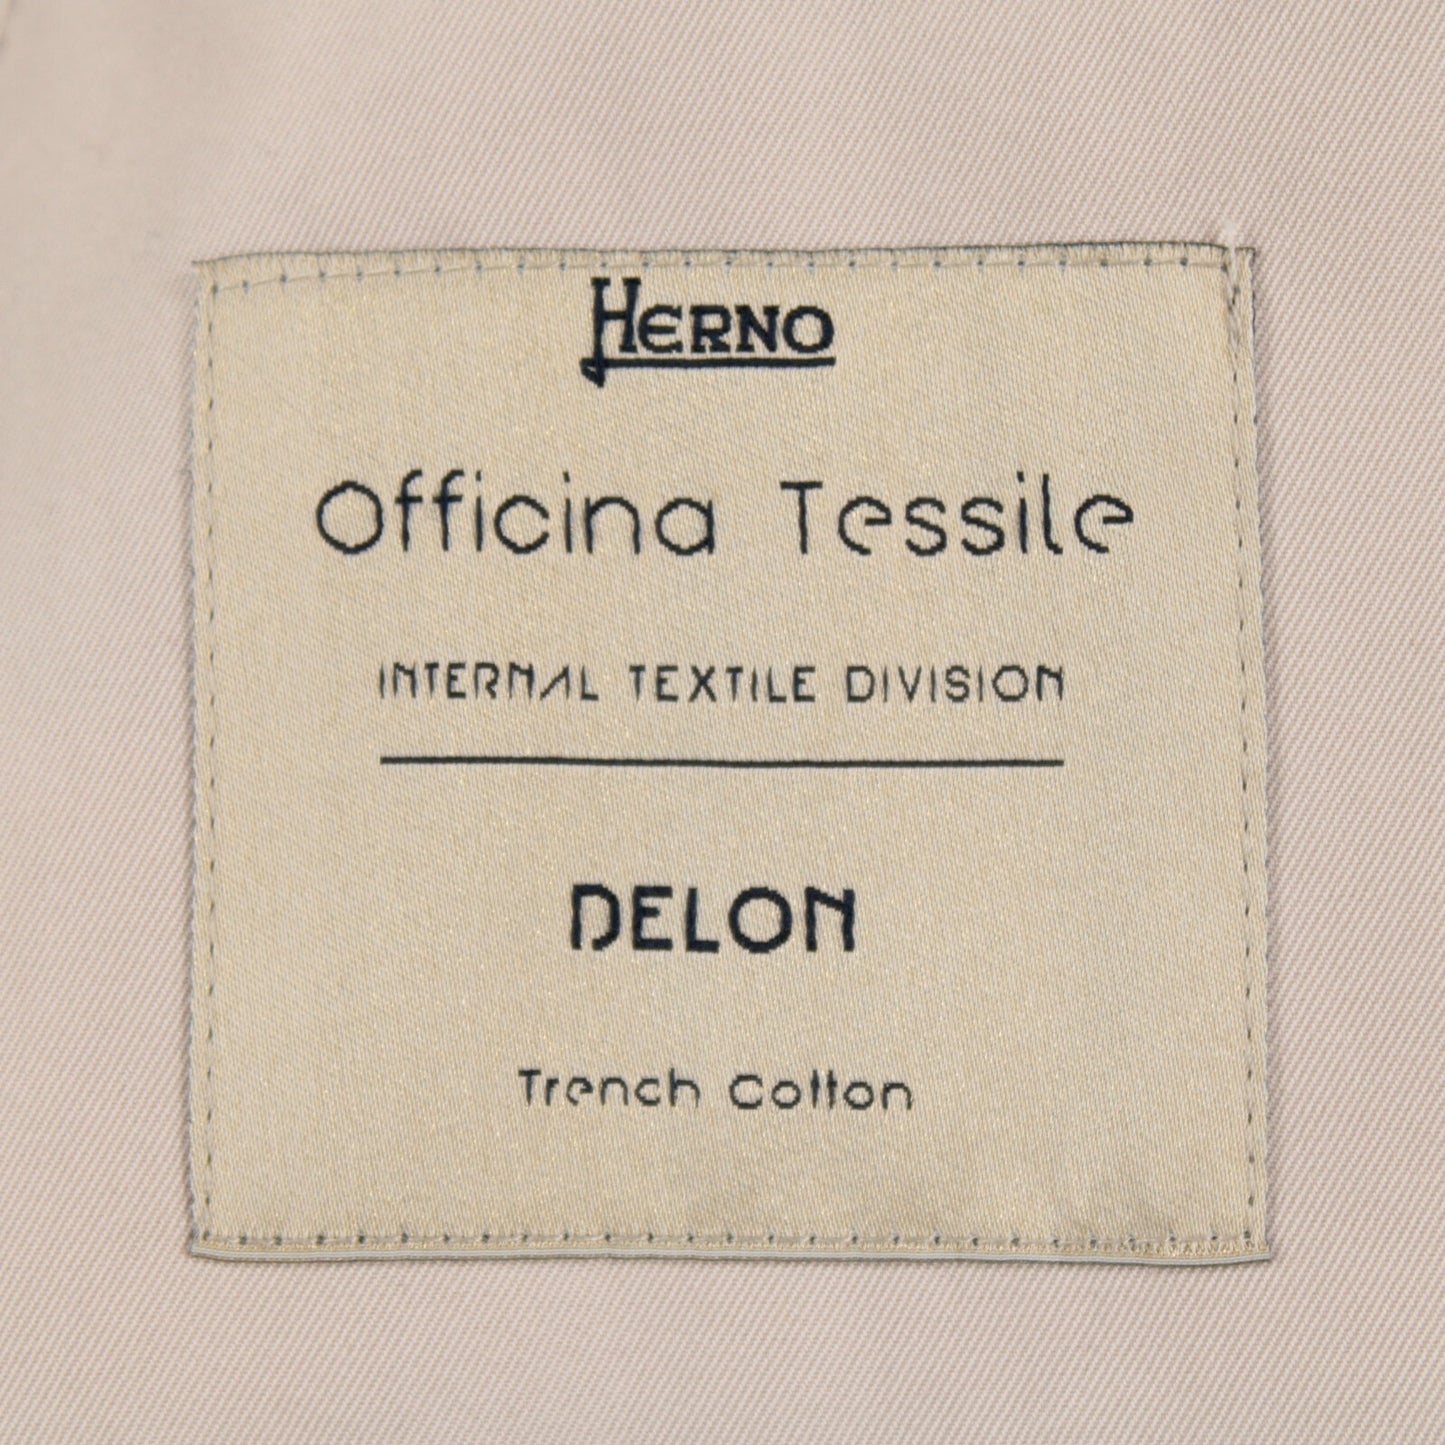 HERNO
Officina Tessile
INTERNAL TEXTILE DIVISION
DELON
Trench Cotton